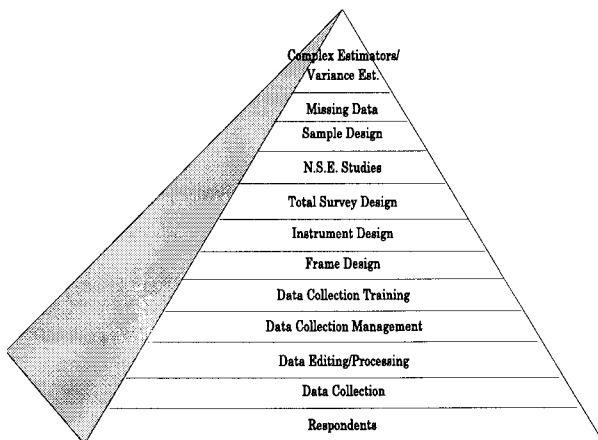 Complex Estimators/
Variance Est.
Missing Data
Sample Design
N.S.E. Studies
Total Survey Design
Instrument Design
Frame Design
Data Collection Training
Data Collection Management
Data Editing/Processing
Data Collection
Respondents